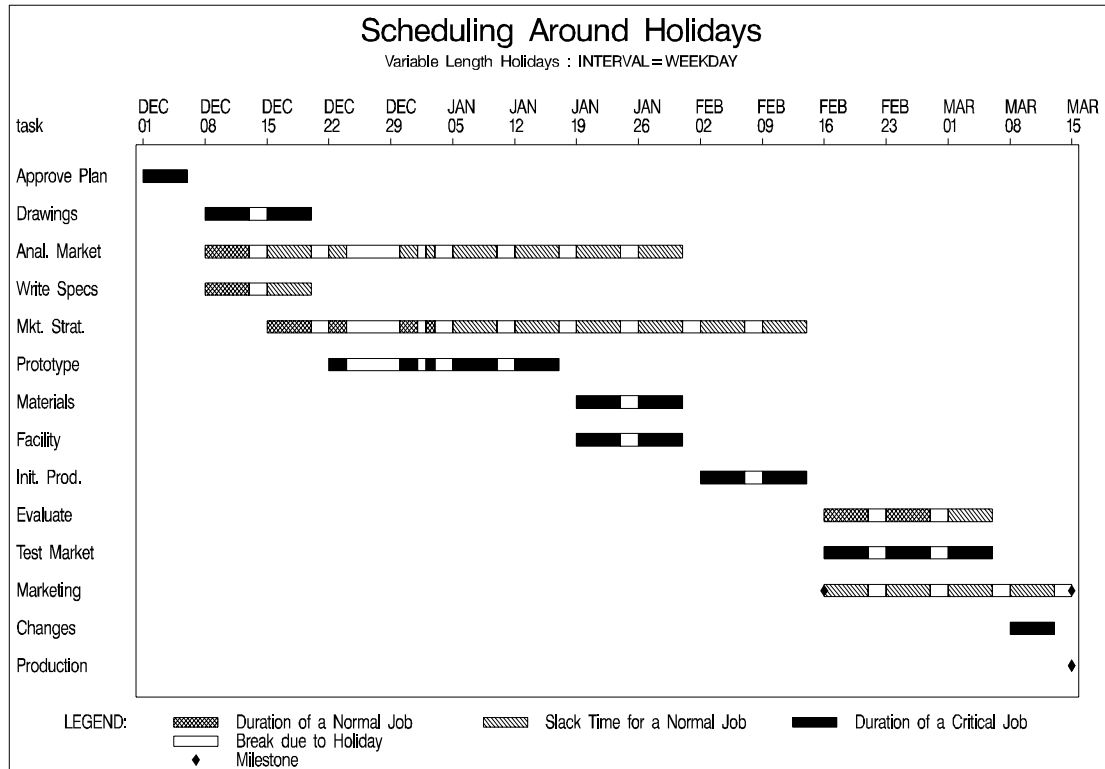 Scheduling Around Holidays
Variable Length Holidays : INTERVAL=WEEKDAY
DEC DEC DEC DEC DEC JAN JAN JAN JAN FEB FEB FEB FEB MAR MAR MAR
task 01 08 15 22 29 05 12 19 26 02 09 16 23 01 08 15
Approve Plan
Drawings
Anal. Market
Write Specs
Mkt. Strat.
Prototype
Materials
Facility
Init. Prod.
Evaluate
Test Market
Marketing
Changes
Production
LEGEND: Duration of a Normal Job Slack Time for a Normal Job Duration of a Critical Job
Break due to Holiday
Milestone